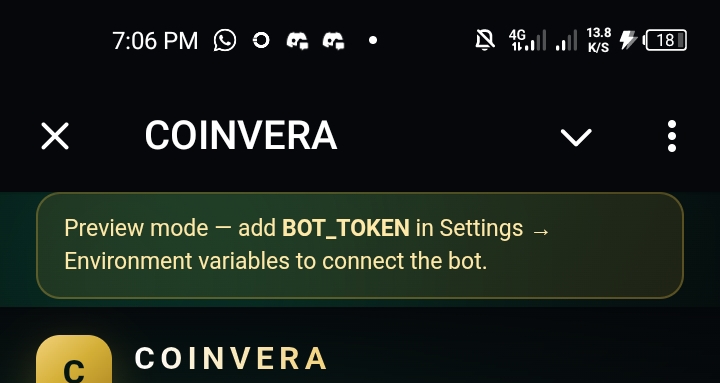 7:06 PM 4G 13.8 K/S 18
COINVERA
Preview mode — add BOT_TOKEN in Settings →
Environment variables to connect the bot.
C COINVERA